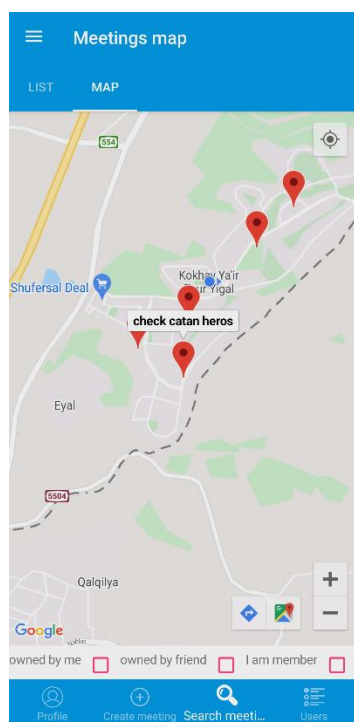 Meetings map
LIST
MAP
554
Kokhav Ya'ir
Tzur Yigal
Shufersal Deal
check catan heros
Eyal
5504
Qalqilya
Google
owned by me
owned by friend
I am member
Profile
Create meeting
Search meeti...
Users